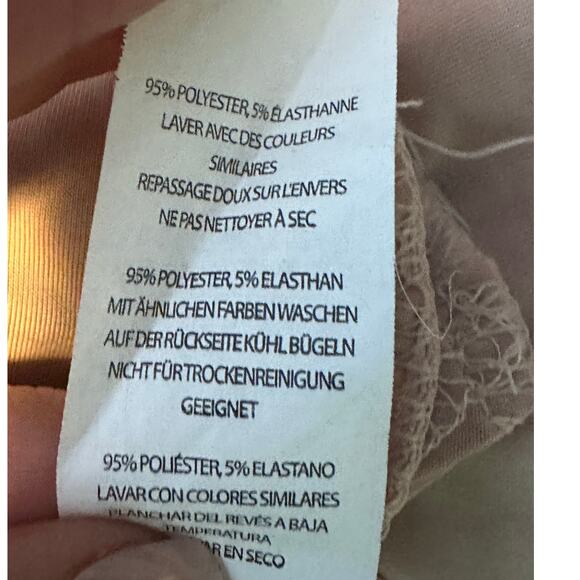 95% POLYESTER, 5% ÉLASTHANNE
LAVER AVEC DES COULEURS
SIMILAIRES
REPASSAGE DOUX SUR L'ENVERS
NE PAS NETTOYER À SEC
95% POLYESTER, 5% ELASTHAN
MIT ÄHNLICHEN FARBEN WASCHEN
AUF DER RÜCKSEITE KÜHL BÜGELN
NICHT FÜR TROCKENREINIGUNG
GEEIGNET
95% POLIÉSTER, 5% ELASTANO
LAVAR CON COLORES SIMILARES
PLANCHAR DEL REVÉS A BAJA
TEMPERATURA
EN SECO